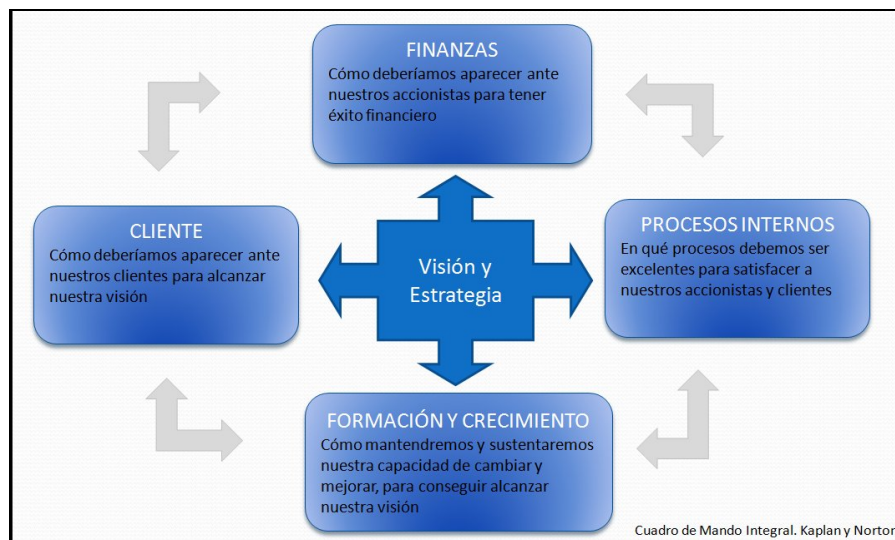 FINANZAS
Cómo deberíamos aparecer ante
nuestros accionistas para tener
éxito financiero
CLIENTE
Cómo deberíamos aparecer ante
nuestros clientes para alcanzar
nuestra visión
Visión y
Estrategia
PROCESOS INTERNOS
En qué procesos debemos ser
excelentes para satisfacer a
nuestros accionistas y clientes
FORMACIÓN Y CRECIMIENTO
Cómo mantendremos y sustentaremos
nuestra capacidad de cambiar y
mejorar, para conseguir alcanzar
nuestra visión
Cuadro de Mando Integral. Kaplan y Norton